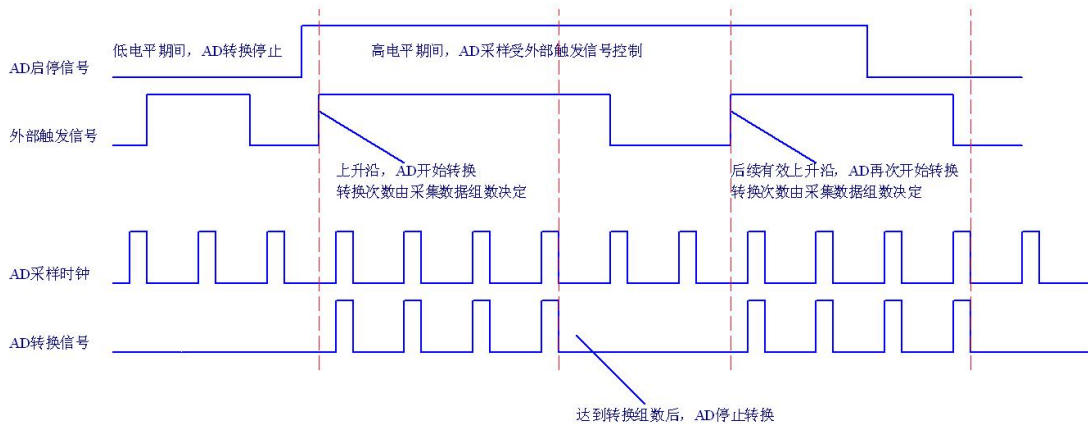 低电平期间，AD转换停止
高电平期间，AD采样受外部触发信号控制
AD启停信号
外部触发信号
上升沿，AD开始转换
转换次数由采集数据组数决定
后续有效上升沿，AD再次开始转换
转换次数由采集数据组数决定
AD采样时钟
AD转换信号
达到转换组数后，AD停止转换